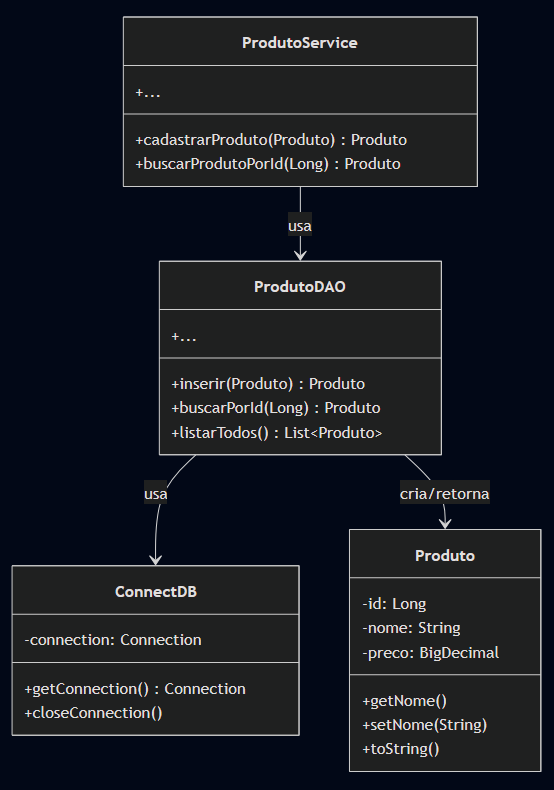 ProdutoService
+...
+cadastrarProduto(Produto) : Produto
+buscarProdutoPorId(Long) : Produto
usa
ProdutoDAO
+...
+inserir(Produto) : Produto
+buscarPorId(Long) : Produto
+listarTodos() : List<Produto>
usa
cria/retorna
ConnectDB
-connection: Connection
+getConnection() : Connection
+closeConnection()
Produto
-id: Long
-nome: String
-preco: BigDecimal
+getNome()
+setNome(String)
+toString()